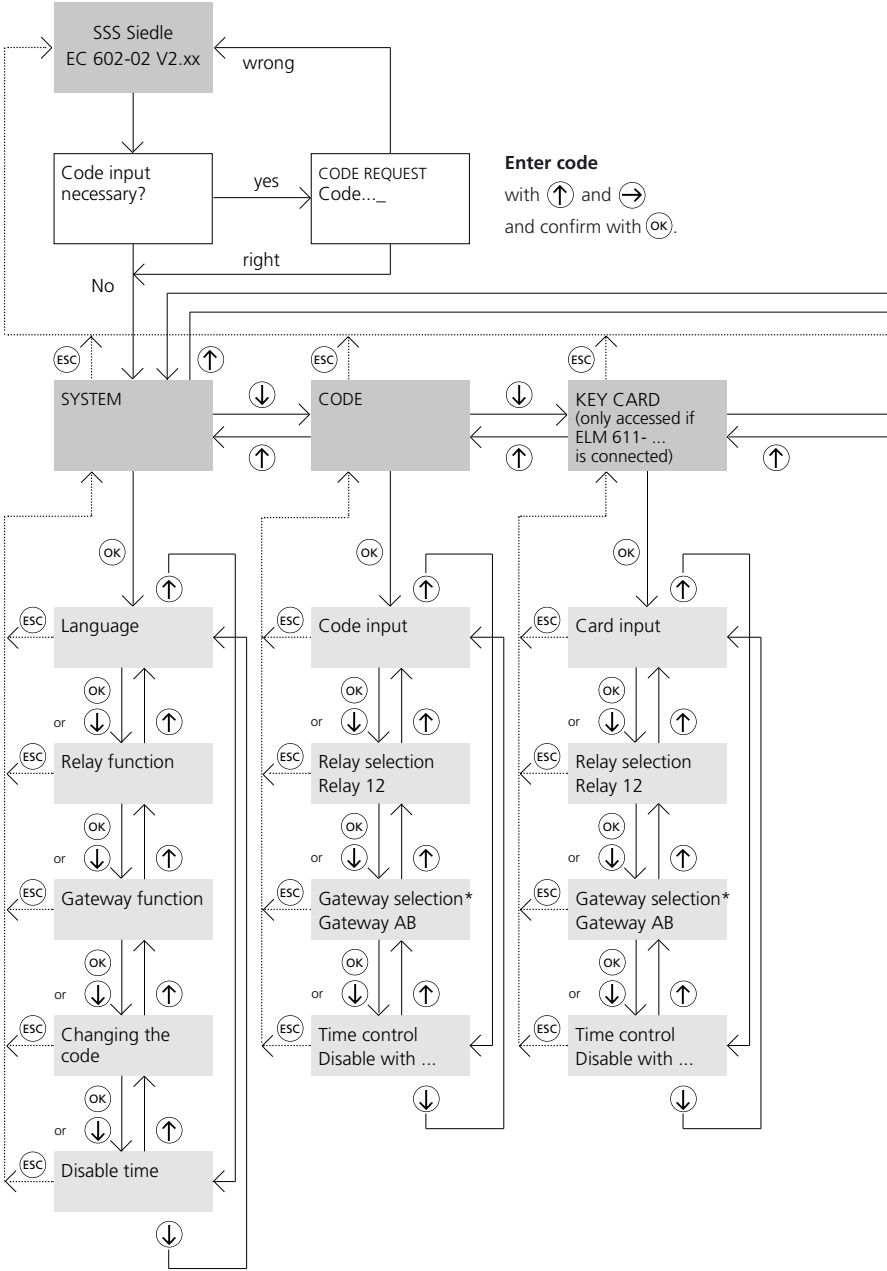 SSS Siedle
EC 602-02 V2.xx
wrong
Code input
necessary?
yes
CODE REQUEST
Code..._
Enter code
with ↑ and →
and confirm with OK.
right
No
ESC
↑
ESC
ESC
SYSTEM
↓
CODE
↓
KEY CARD
(only accessed if
ELM 611- ...
is connected)
↑
↑
↑
OK
OK
OK
↑
↑
↑
ESC
Language
ESC
Code input
ESC
Card input
OK
or ↓ ↑
OK
or ↓ ↑
OK
or ↓ ↑
ESC
Relay function
ESC
Relay selection
Relay 12
ESC
Relay selection
Relay 12
OK
or ↓ ↑
OK
or ↓ ↑
OK
or ↓ ↑
ESC
Gateway function
ESC
Gateway selection*
Gateway AB
ESC
Gateway selection*
Gateway AB
OK
or ↓ ↑
OK
or ↓ ↑
OK
or ↓ ↑
ESC
Changing the
code
ESC
Time control
Disable with ...
ESC
Time control
Disable with ...
OK
or ↓ ↑
↓
↓
ESC
Disable time
↓